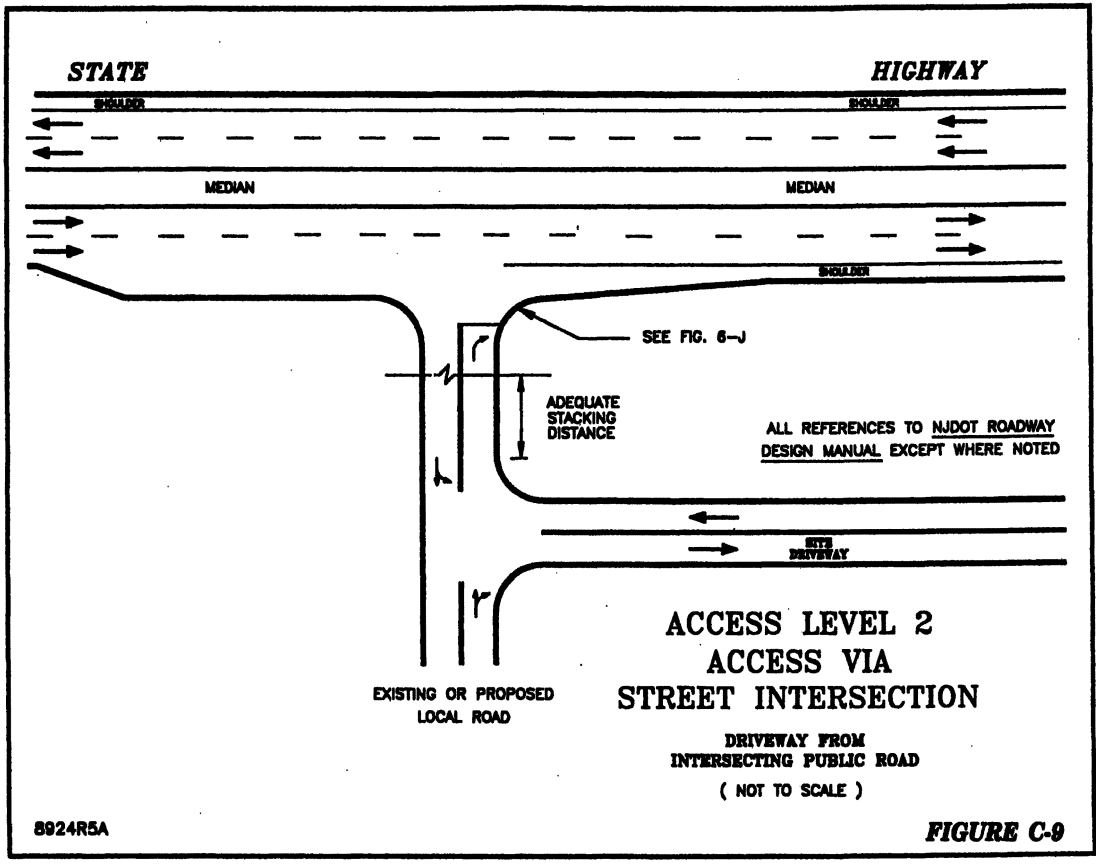 STATE HIGHWAY
SHOULDER SHOULDER
MEDIAN MEDIAN
SHOULDER
SEE FIG. 6-J
ADEQUATE
STACKING
DISTANCE
ALL REFERENCES TO NJDOT ROADWAY
DESIGN MANUAL EXCEPT WHERE NOTED
SITE
DRIVEWAY
ACCESS LEVEL 2
ACCESS VIA
STREET INTERSECTION
EXISTING OR PROPOSED
LOCAL ROAD
DRIVEWAY FROM
INTERSECTING PUBLIC ROAD
( NOT TO SCALE )
8924R5A
FIGURE C-9